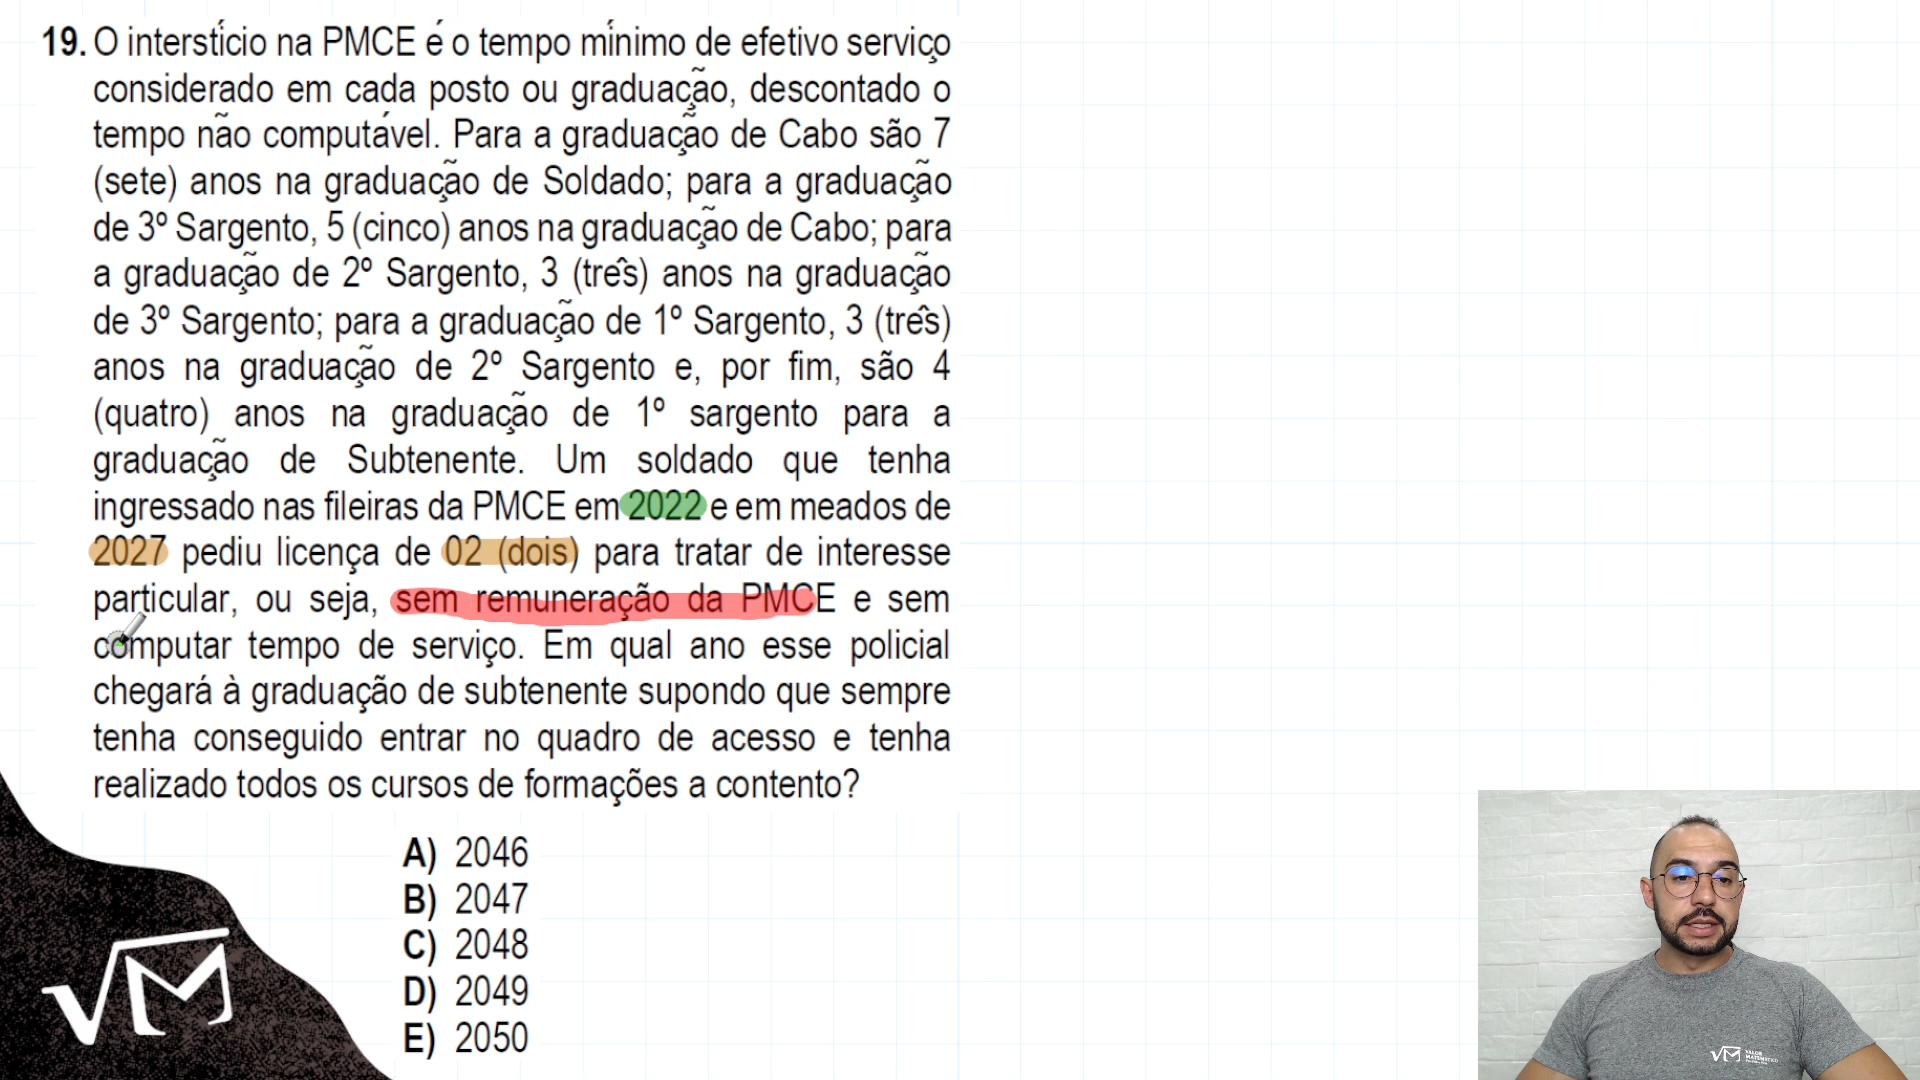 19. O interstício na PMCE é o tempo mínimo de efetivo serviço
considerado em cada posto ou graduação, descontado o
tempo não computável. Para a graduação de Cabo são 7
(sete) anos na graduação de Soldado; para a graduação
de 3º Sargento, 5 (cinco) anos na graduação de Cabo; para
a graduação de 2º Sargento, 3 (três) anos na graduação
de 3º Sargento; para a graduação de 1º Sargento, 3 (três)
anos na graduação de 2º Sargento e, por fim, são 4
(quatro) anos na graduação de 1º sargento para a
graduação de Subtenente. Um soldado que tenha
ingressado nas fileiras da PMCE em 2022 e em meados de
2027 pediu licença de 02 (dois) para tratar de interesse
particular, ou seja, sem remuneração da PMCE e sem
computar tempo de serviço. Em qual ano esse policial
chegará à graduação de subtenente supondo que sempre
tenha conseguido entrar no quadro de acesso e tenha
realizado todos os cursos de formações a contento?
A) 2046
B) 2047
C) 2048
D) 2049
E) 2050
VM
VM VALOR
MATEMÁTICO